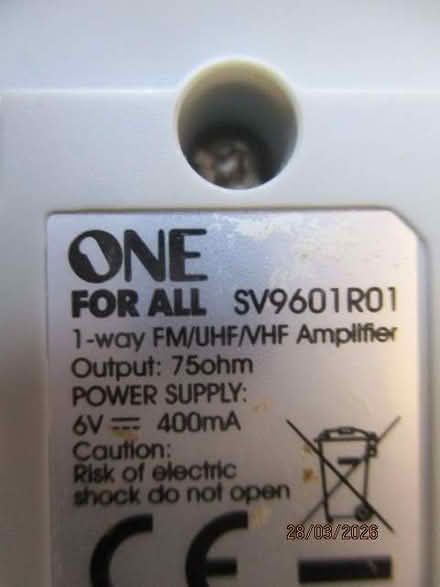 ONE
FOR ALL SV9601R01
1-way FM/UHF/VHF Amplifier
Output: 75ohm
POWER SUPPLY:
6V ⎓ 400mA
Caution:
Risk of electric
shock do not open
CE
28/03/2026